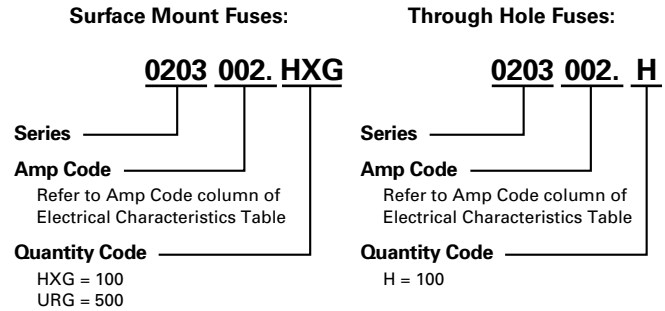 Surface Mount Fuses:
0203 002. HXG
Series
Amp Code
Refer to Amp Code column of
Electrical Characteristics Table
Quantity Code
HXG = 100
URG = 500
Through Hole Fuses:
0203 002. H
Series
Amp Code
Refer to Amp Code column of
Electrical Characteristics Table
Quantity Code
H = 100